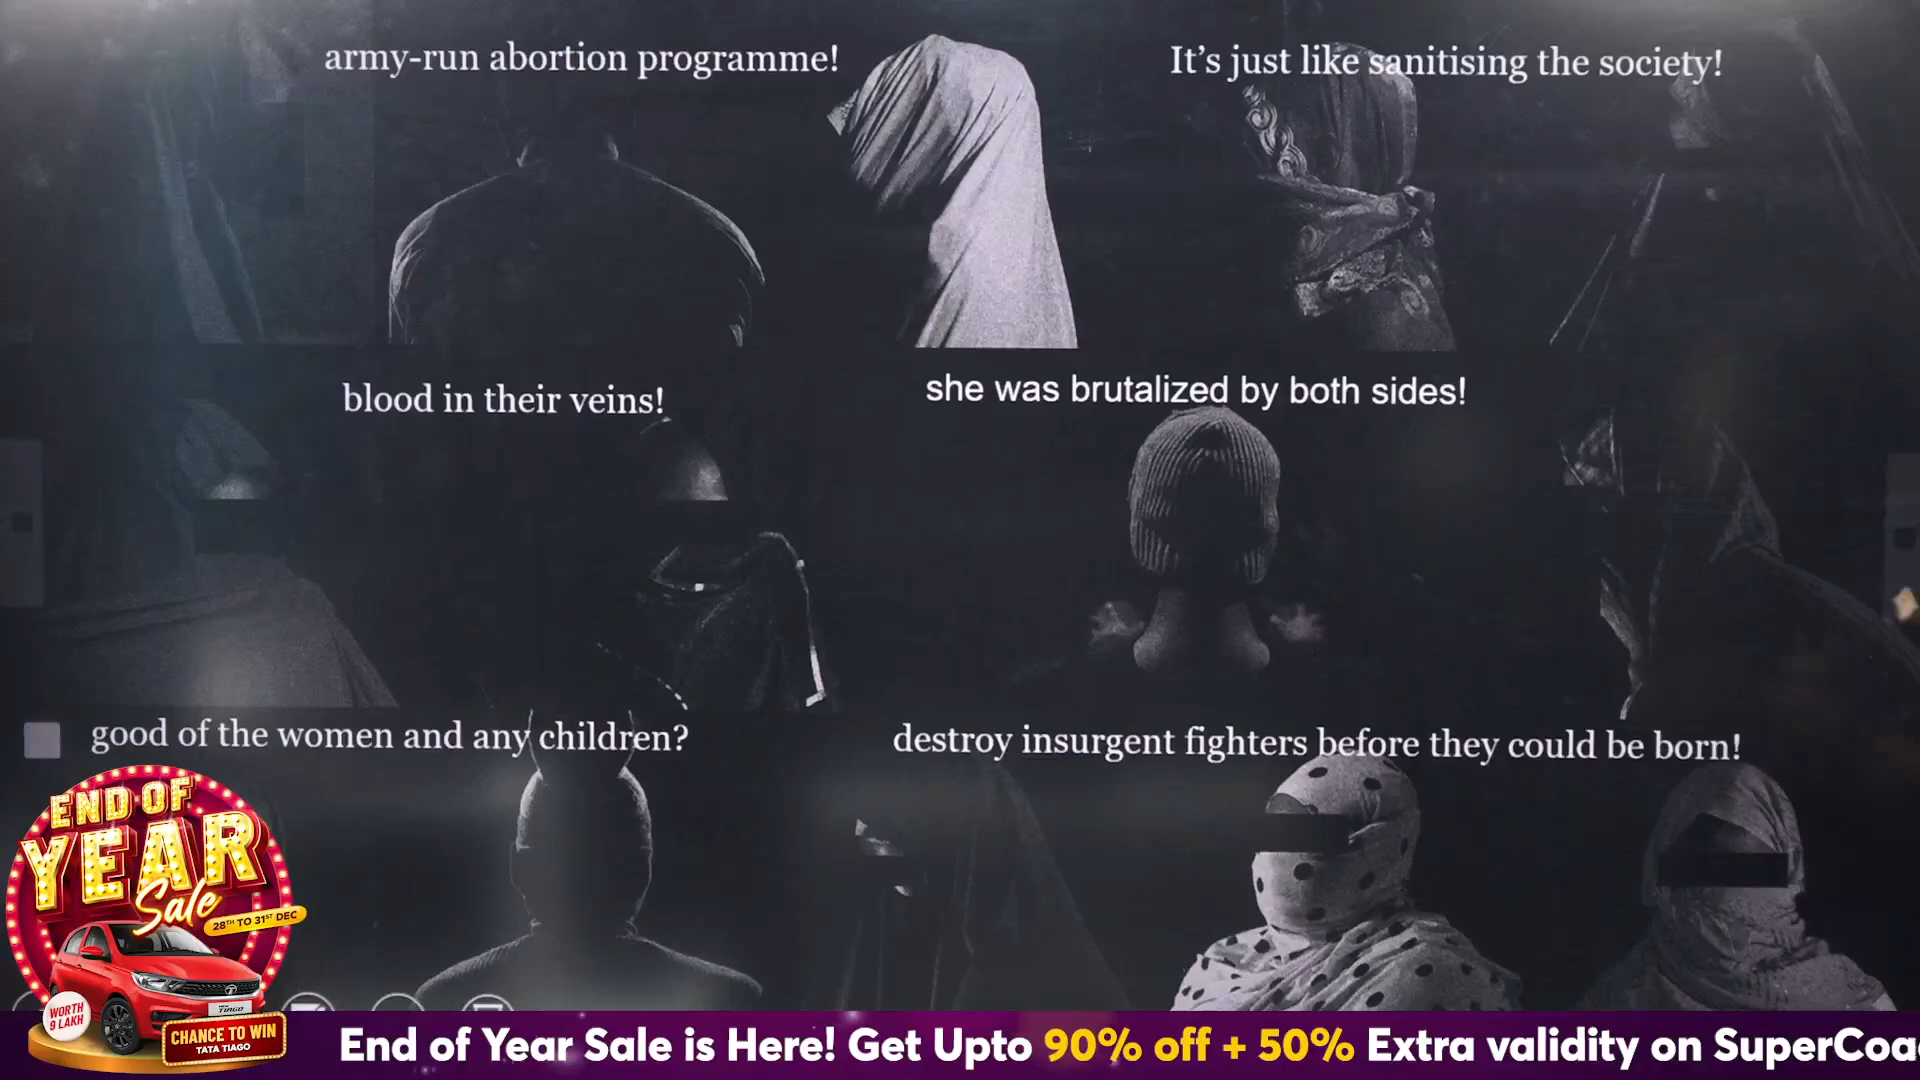 army-run abortion programme!
It's just like sanitising the society!
blood in their veins!
she was brutalized by both sides!
good of the women and any children?
destroy insurgent fighters before they could be born!
END OF
YEAR
Sale
28TH TO 31ST DEC
WORTH
9 LAKH
TIAGO
CHANCE TO WIN
TATA TIAGO
End of Year Sale is Here! Get Upto 90% off + 50% Extra validity on SuperCoa